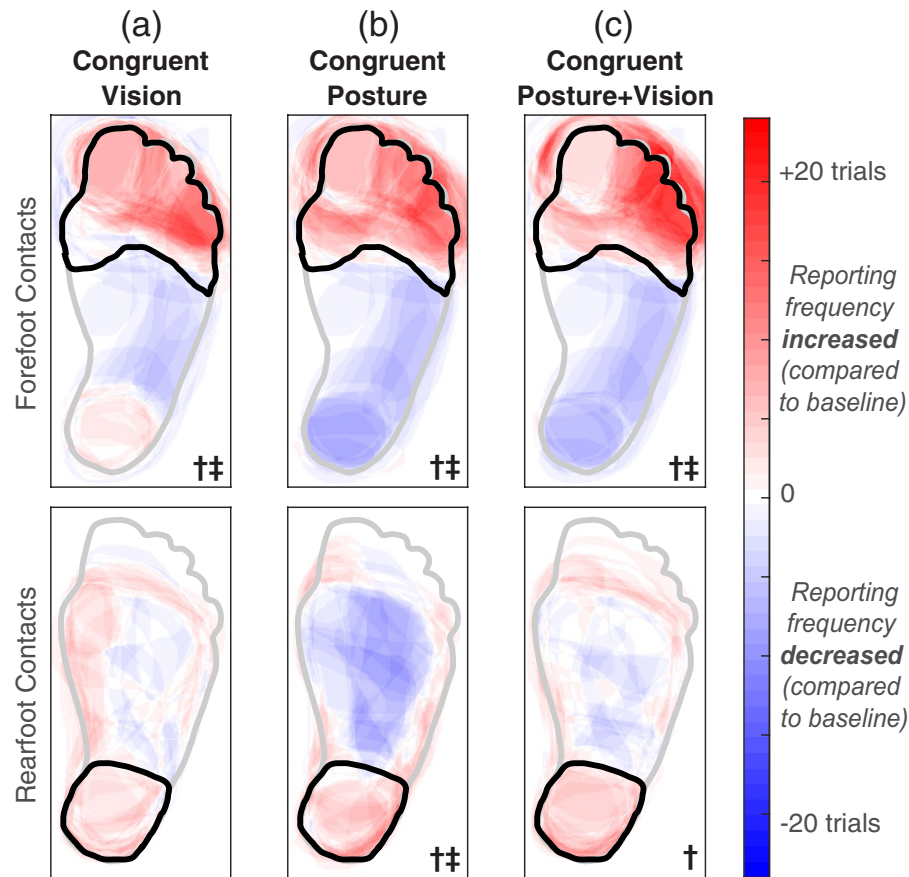 (a)
(b)
(c)
Congruent
Vision
Congruent
Posture
Congruent
Posture+Vision
Forefoot Contacts
†‡
†‡
†‡
Rearfoot Contacts
†‡
†
+20 trials
Reporting
frequency
increased
(compared
to baseline)
0
Reporting
frequency
decreased
(compared
to baseline)
-20 trials